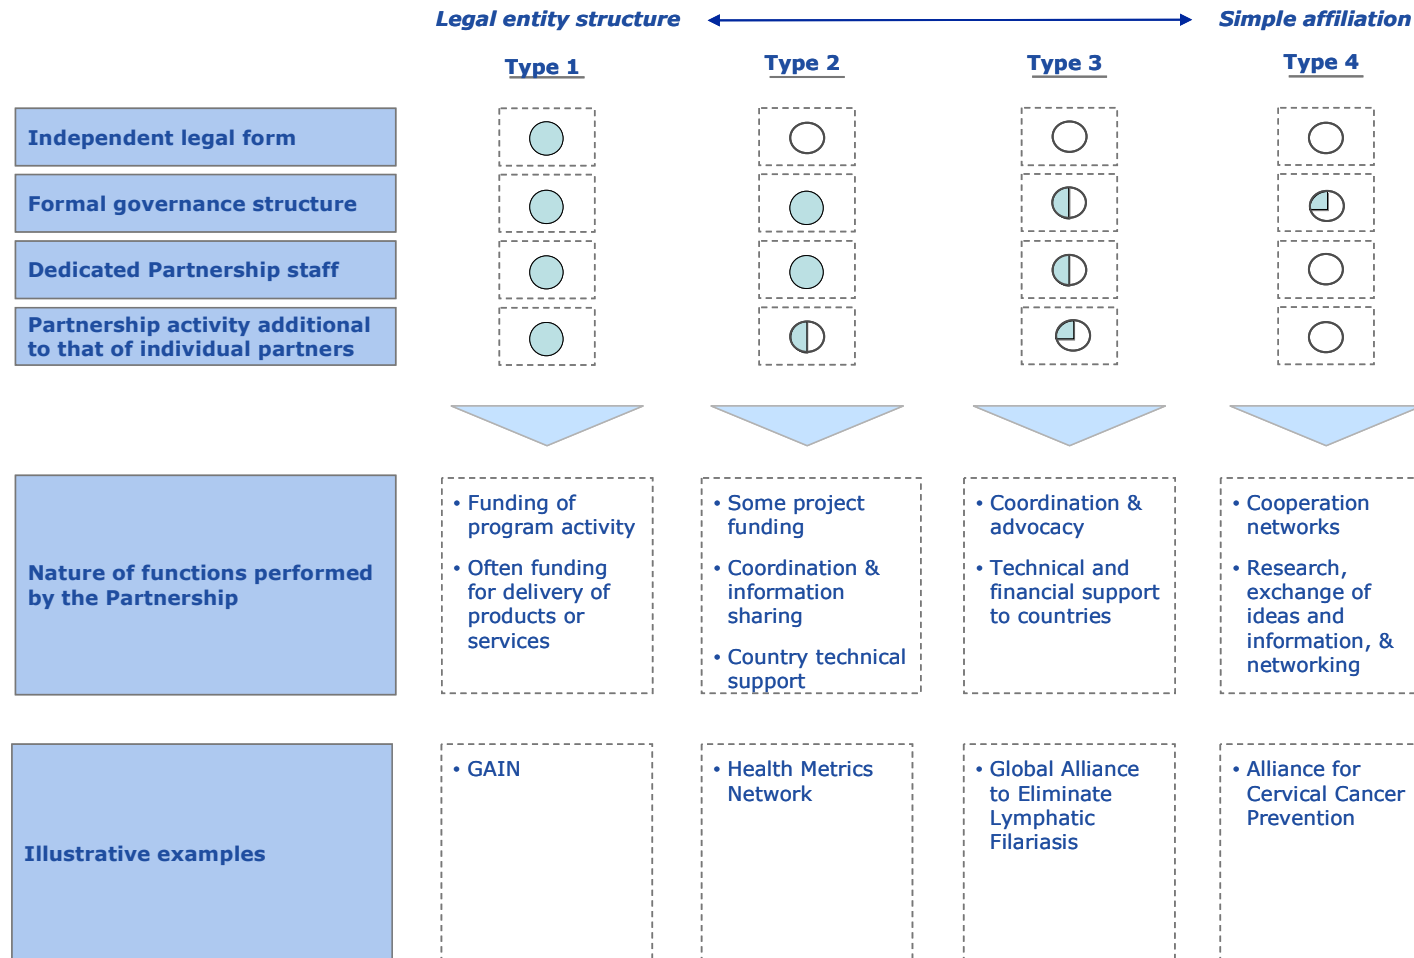 Legal entity structure
Simple affiliation
Type 1
Type 2
Type 3
Type 4
Independent legal form
Formal governance structure
Dedicated Partnership staff
Partnership activity additional
to that of individual partners
Nature of functions performed
by the Partnership
• Funding of
program activity
• Often funding
for delivery of
products or
services
• Some project
funding
• Coordination &
information
sharing
• Country technical
support
• Coordination &
advocacy
• Technical and
financial support
to countries
• Cooperation
networks
• Research,
exchange of
ideas and
information, &
networking
Illustrative examples
• GAIN
• Health Metrics
Network
• Global Alliance
to Eliminate
Lymphatic
Filariasis
• Alliance for
Cervical Cancer
Prevention